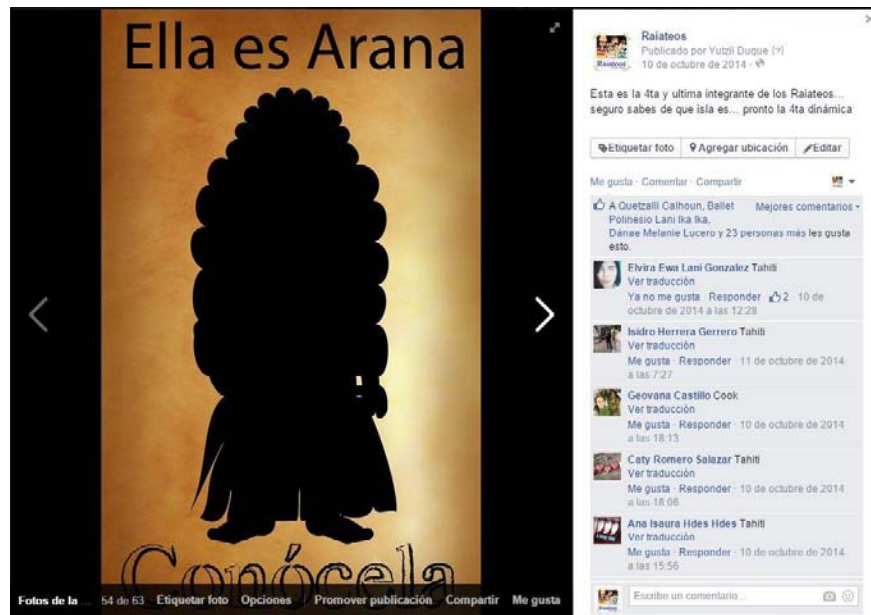 Ella es Arana
Conócela
Fotos de la ... 54 de 63 Etiquetar foto Opciones Promover publicación Compartir Me gusta
Raiateos
Publicado por Yutzil Duque [?]
10 de octubre de 2014 ·
Esta es la 4ta y ultima integrante de los Raiateos...
seguro sabes de que isla es... pronto la 4ta dinámica
Etiquetar foto Agregar ubicación Editar
Me gusta · Comentar · Compartir
A Quetzalli Calhoun, Ballet
Polinesio Lani Ika Ika,
Dánae Melanie Lucero y 23 personas más les gusta
esto.
Mejores comentarios
Elvira Ewa Lani Gonzalez Tahiti
Ver traducción
Ya no me gusta · Responder · 2 · 10 de
octubre de 2014 a las 12:28
Isidro Herrera Gerrero Tahiti
Ver traducción
Me gusta · Responder · 11 de octubre de 2014
a las 7:27
Geovana Castillo Cook
Ver traducción
Me gusta · Responder · 10 de octubre de 2014
a las 18:13
Caty Romero Salazar Tahiti
Ver traducción
Me gusta · Responder · 10 de octubre de 2014
a las 18:06
Ana Isaura Hdes Hdes Tahiti
Ver traducción
Me gusta · Responder · 10 de octubre de 2014
a las 15:56
Escribe un comentario...